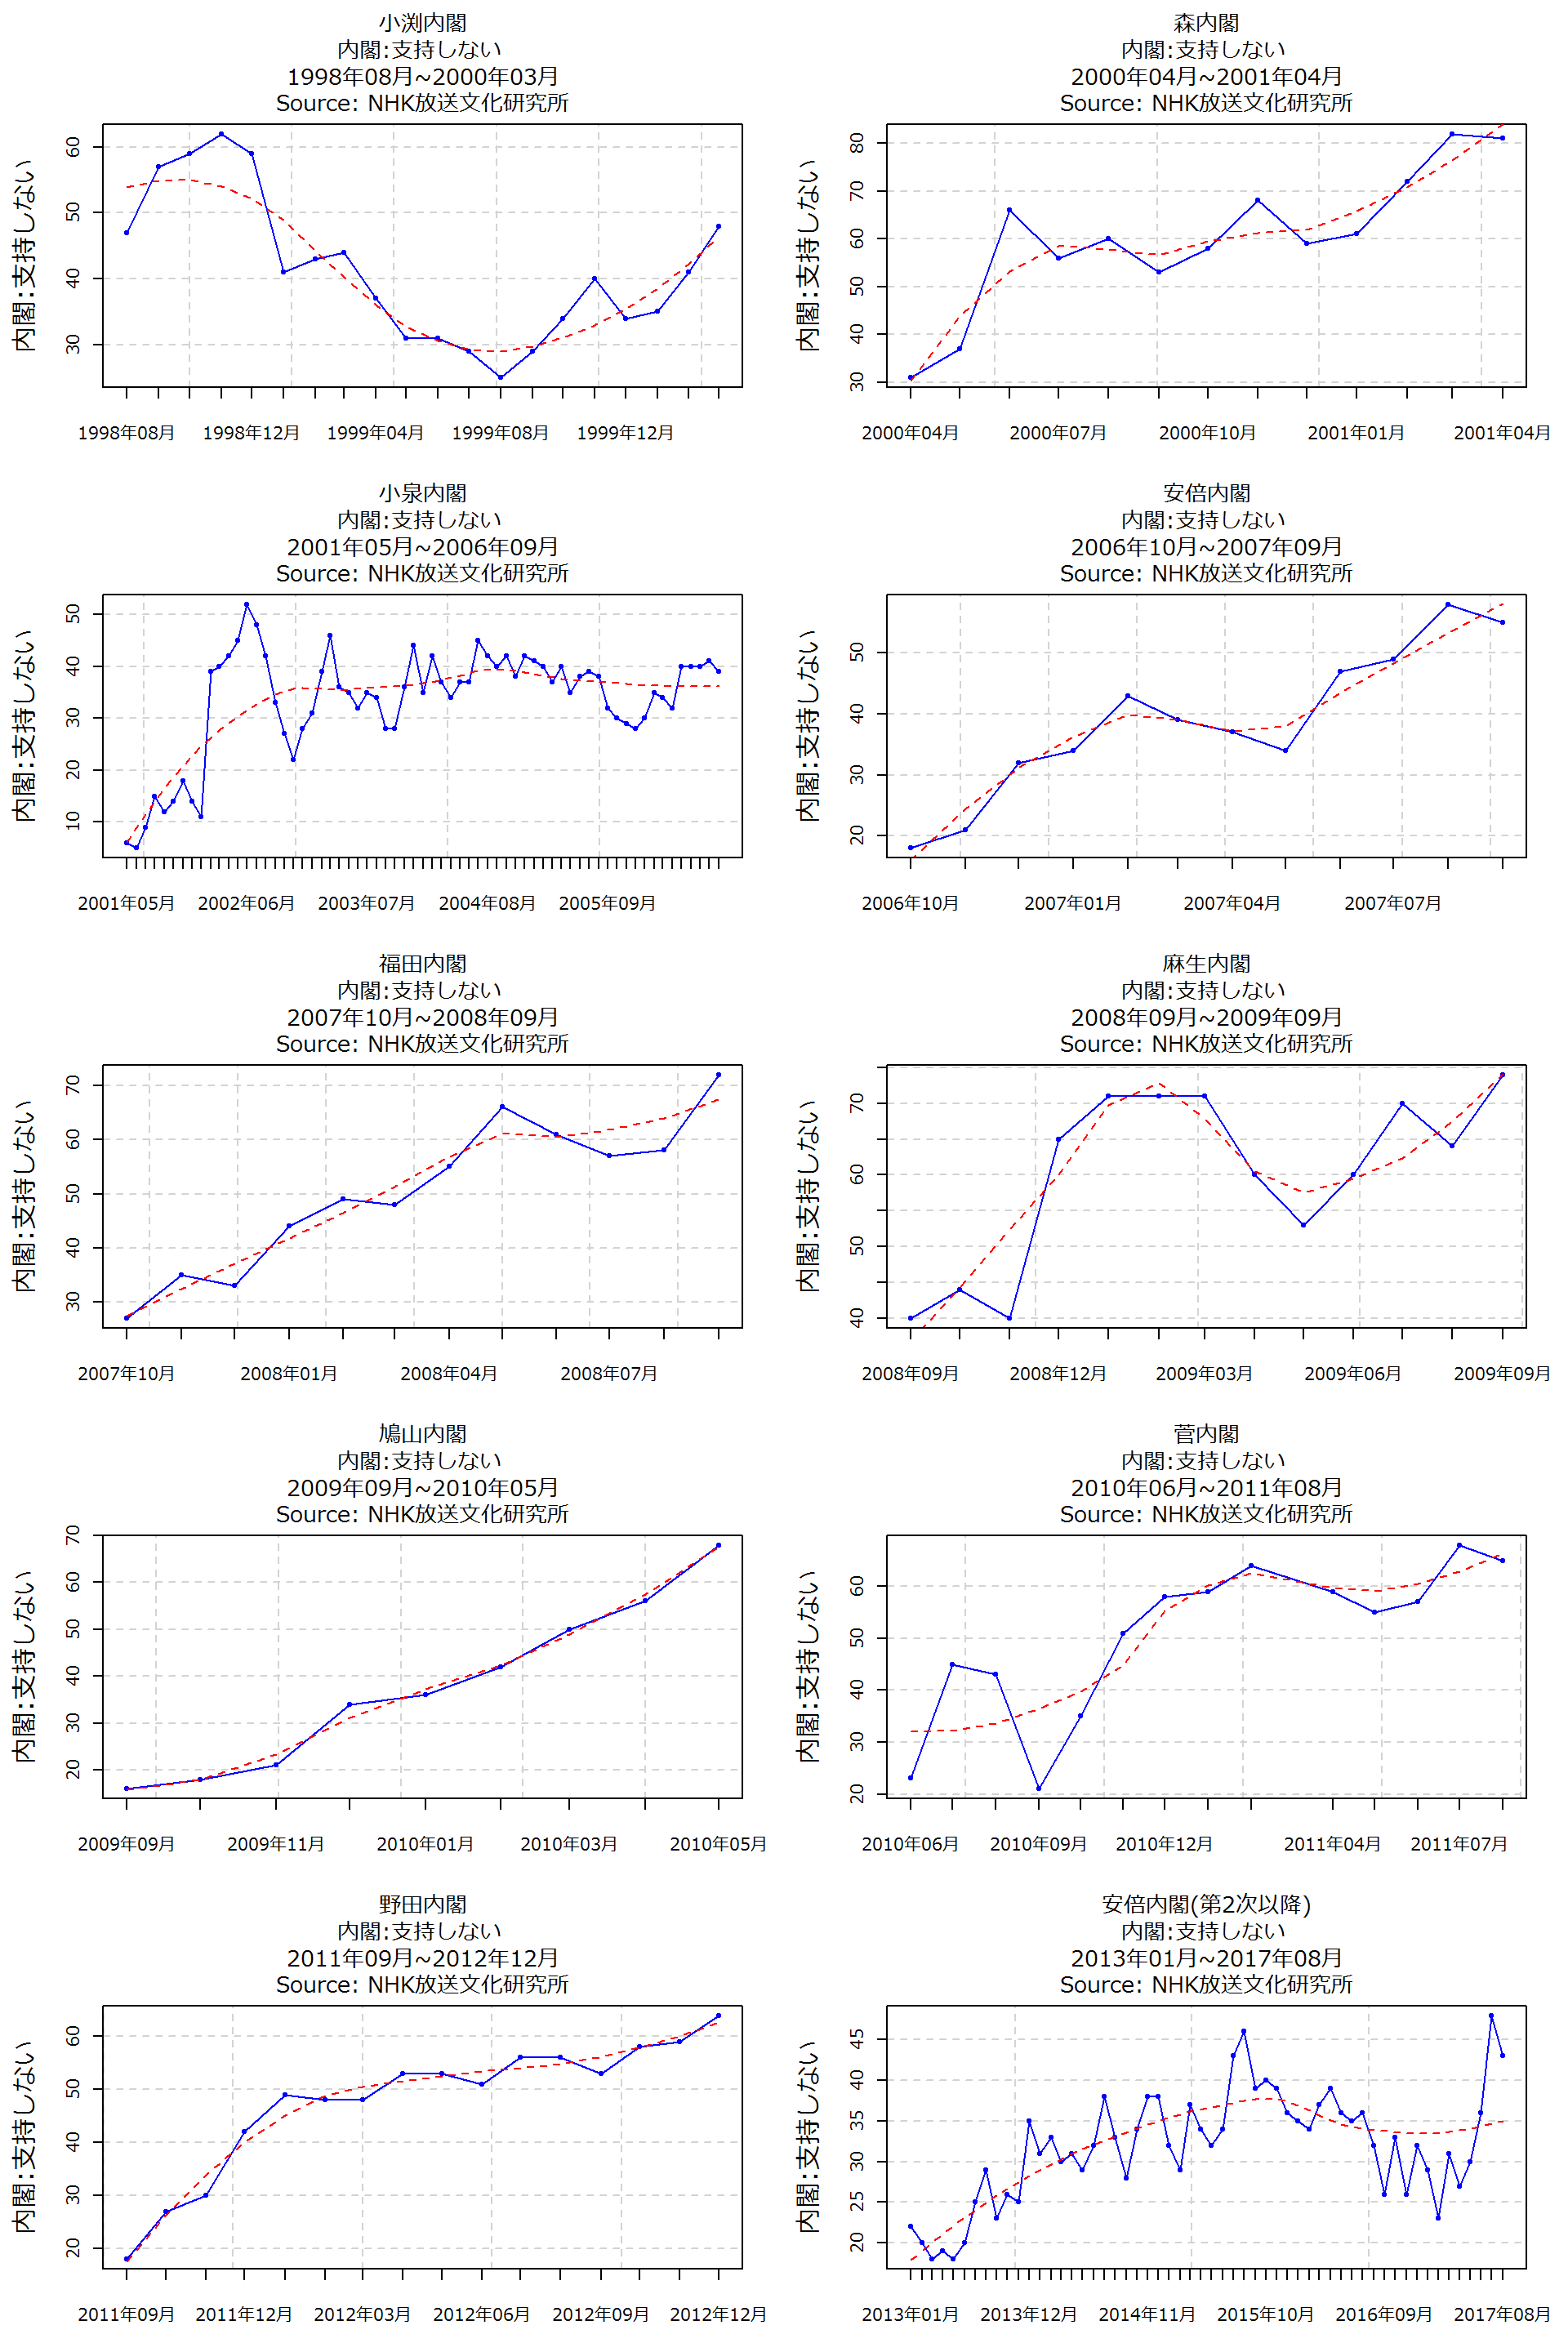 小渕内閣
内閣:支持しない
1998年08月~2000年03月
Source: NHK放送文化研究所
内閣:支持しない
60
50
40
30
1998年08月 1998年12月 1999年04月 1999年08月 1999年12月
森内閣
内閣:支持しない
2000年04月~2001年04月
Source: NHK放送文化研究所
内閣:支持しない
80
70
60
50
40
30
2000年04月 2000年07月 2000年10月 2001年01月 2001年04月
小泉内閣
内閣:支持しない
2001年05月~2006年09月
Source: NHK放送文化研究所
内閣:支持しない
50
40
30
20
10
2001年05月 2002年06月 2003年07月 2004年08月 2005年09月
安倍内閣
内閣:支持しない
2006年10月~2007年09月
Source: NHK放送文化研究所
内閣:支持しない
50
40
30
20
2006年10月 2007年01月 2007年04月 2007年07月
福田内閣
内閣:支持しない
2007年10月~2008年09月
Source: NHK放送文化研究所
内閣:支持しない
70
60
50
40
30
2007年10月 2008年01月 2008年04月 2008年07月
麻生内閣
内閣:支持しない
2008年09月~2009年09月
Source: NHK放送文化研究所
内閣:支持しない
70
60
50
40
2008年09月 2008年12月 2009年03月 2009年06月 2009年09月
鳩山内閣
内閣:支持しない
2009年09月~2010年05月
Source: NHK放送文化研究所
内閣:支持しない
70
60
50
40
30
20
2009年09月 2009年11月 2010年01月 2010年03月 2010年05月
菅内閣
内閣:支持しない
2010年06月~2011年08月
Source: NHK放送文化研究所
内閣:支持しない
60
50
40
30
20
2010年06月 2010年09月 2010年12月 2011年04月 2011年07月
野田内閣
内閣:支持しない
2011年09月~2012年12月
Source: NHK放送文化研究所
内閣:支持しない
60
50
40
30
20
2011年09月 2011年12月 2012年03月 2012年06月 2012年09月 2012年12月
安倍内閣(第2次以降)
内閣:支持しない
2013年01月~2017年08月
Source: NHK放送文化研究所
内閣:支持しない
45
40
35
30
25
20
2013年01月 2013年12月 2014年11月 2015年10月 2016年09月 2017年08月